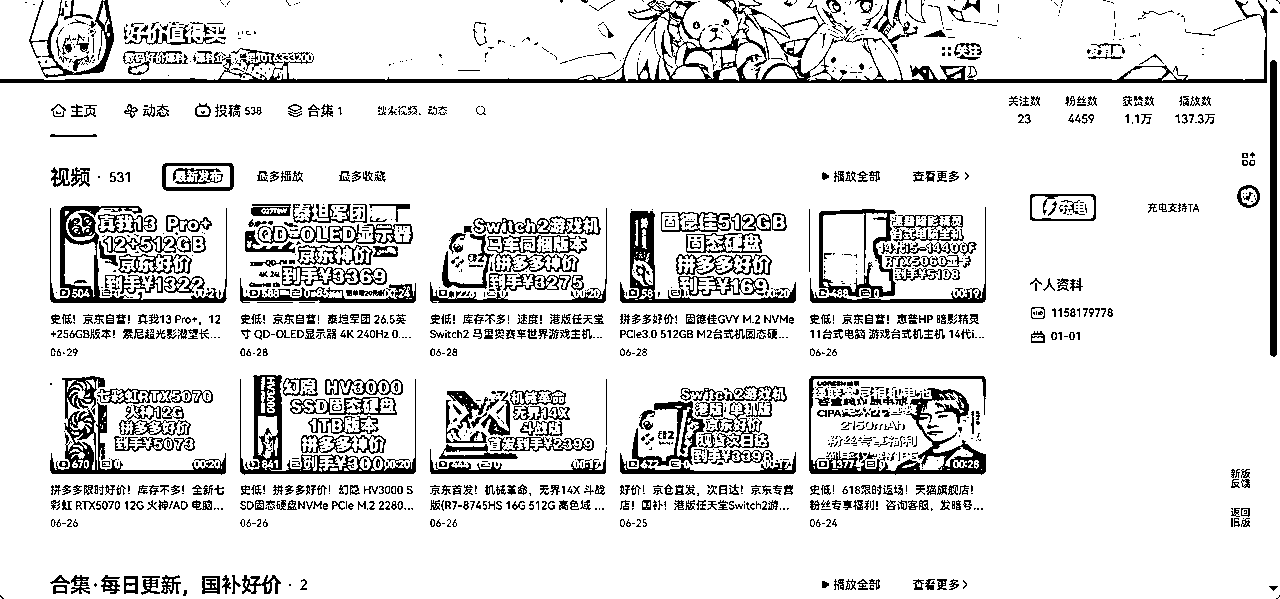 好价值得买
关注
发消息
主页 动态 投稿 538 合集 1 搜索视频、动态
关注数 粉丝数 获赞数 播放数
23 4459 1.1万 137.3万
视频 · 531 最新发布 最多播放 最多收藏 播放全部 查看更多
充电 充电支持TA
真我13 Pro+
12+512GB
京东好价
到手¥1322
504 0 00:21
泰坦军团
QD-OLED显示器
京东神价
到手¥3369
588 00:24
Switch2游戏机
马车同捆版本
拼多多神价
到手¥3275
00:20
固德佳512GB
固态硬盘
拼多多好价
到手¥169
00:20
惠普暗影精灵
台式电脑主机
14代i5-14400F
RTX5060显卡
到手¥5108
488 0 00:19
史低！京东自营！真我13 Pro+，12
+256GB版本！索尼超光影潜望长...
06-29
史低！京东自营！泰坦军团 26.5英
寸 QD-OLED显示器 4K 240Hz 0....
06-28
史低！库存不多！速度！港版任天堂
Switch2 马里奥赛车世界游戏主机...
06-28
拼多多好价！固德佳GVY M.2 NVMe
PCIe3.0 512GB M2台式机固态硬...
06-28
史低！京东自营！惠普HP 暗影精灵
11台式电脑 游戏台式机主机 14代i...
06-26
个人资料
1158179778
01-01
七彩虹RTX5070
火神12G
拼多多好价
到手¥5073
670 0 00:20
幻隐 HV3000
SSD固态硬盘
1TB版本
拼多多神价
到手¥300
841 0 00:20
机械革命
无界14X
斗战版
首发到手¥2399
444 0 00:17
Switch2游戏机
港版 单机版
京东好价
现货次日达
到手¥3398
622 0 00:17
2150mAh
粉丝专享福利
1377 0 00:28
拼多多限时好价！库存不多！全新七
彩虹 RTX5070 12G 火神/AD 电脑...
06-26
史低！拼多多好价！幻隐 HV3000 S
SD固态硬盘NVMe PCIe M.2 2280...
06-26
京东首发！机械革命，无界14X 斗战
版(R7-8745HS 16G 512G 高色域 ...
06-26
好价！京仓直发，次日达！京东专营
店！国补！港版任天堂Switch2游...
06-25
史低！618限时返场！天猫旗舰店！
粉丝专享福利！咨询客服，发暗号...
06-24
新版
反馈
返回
旧版
合集·每日更新，国补好价 · 2 播放全部 查看更多